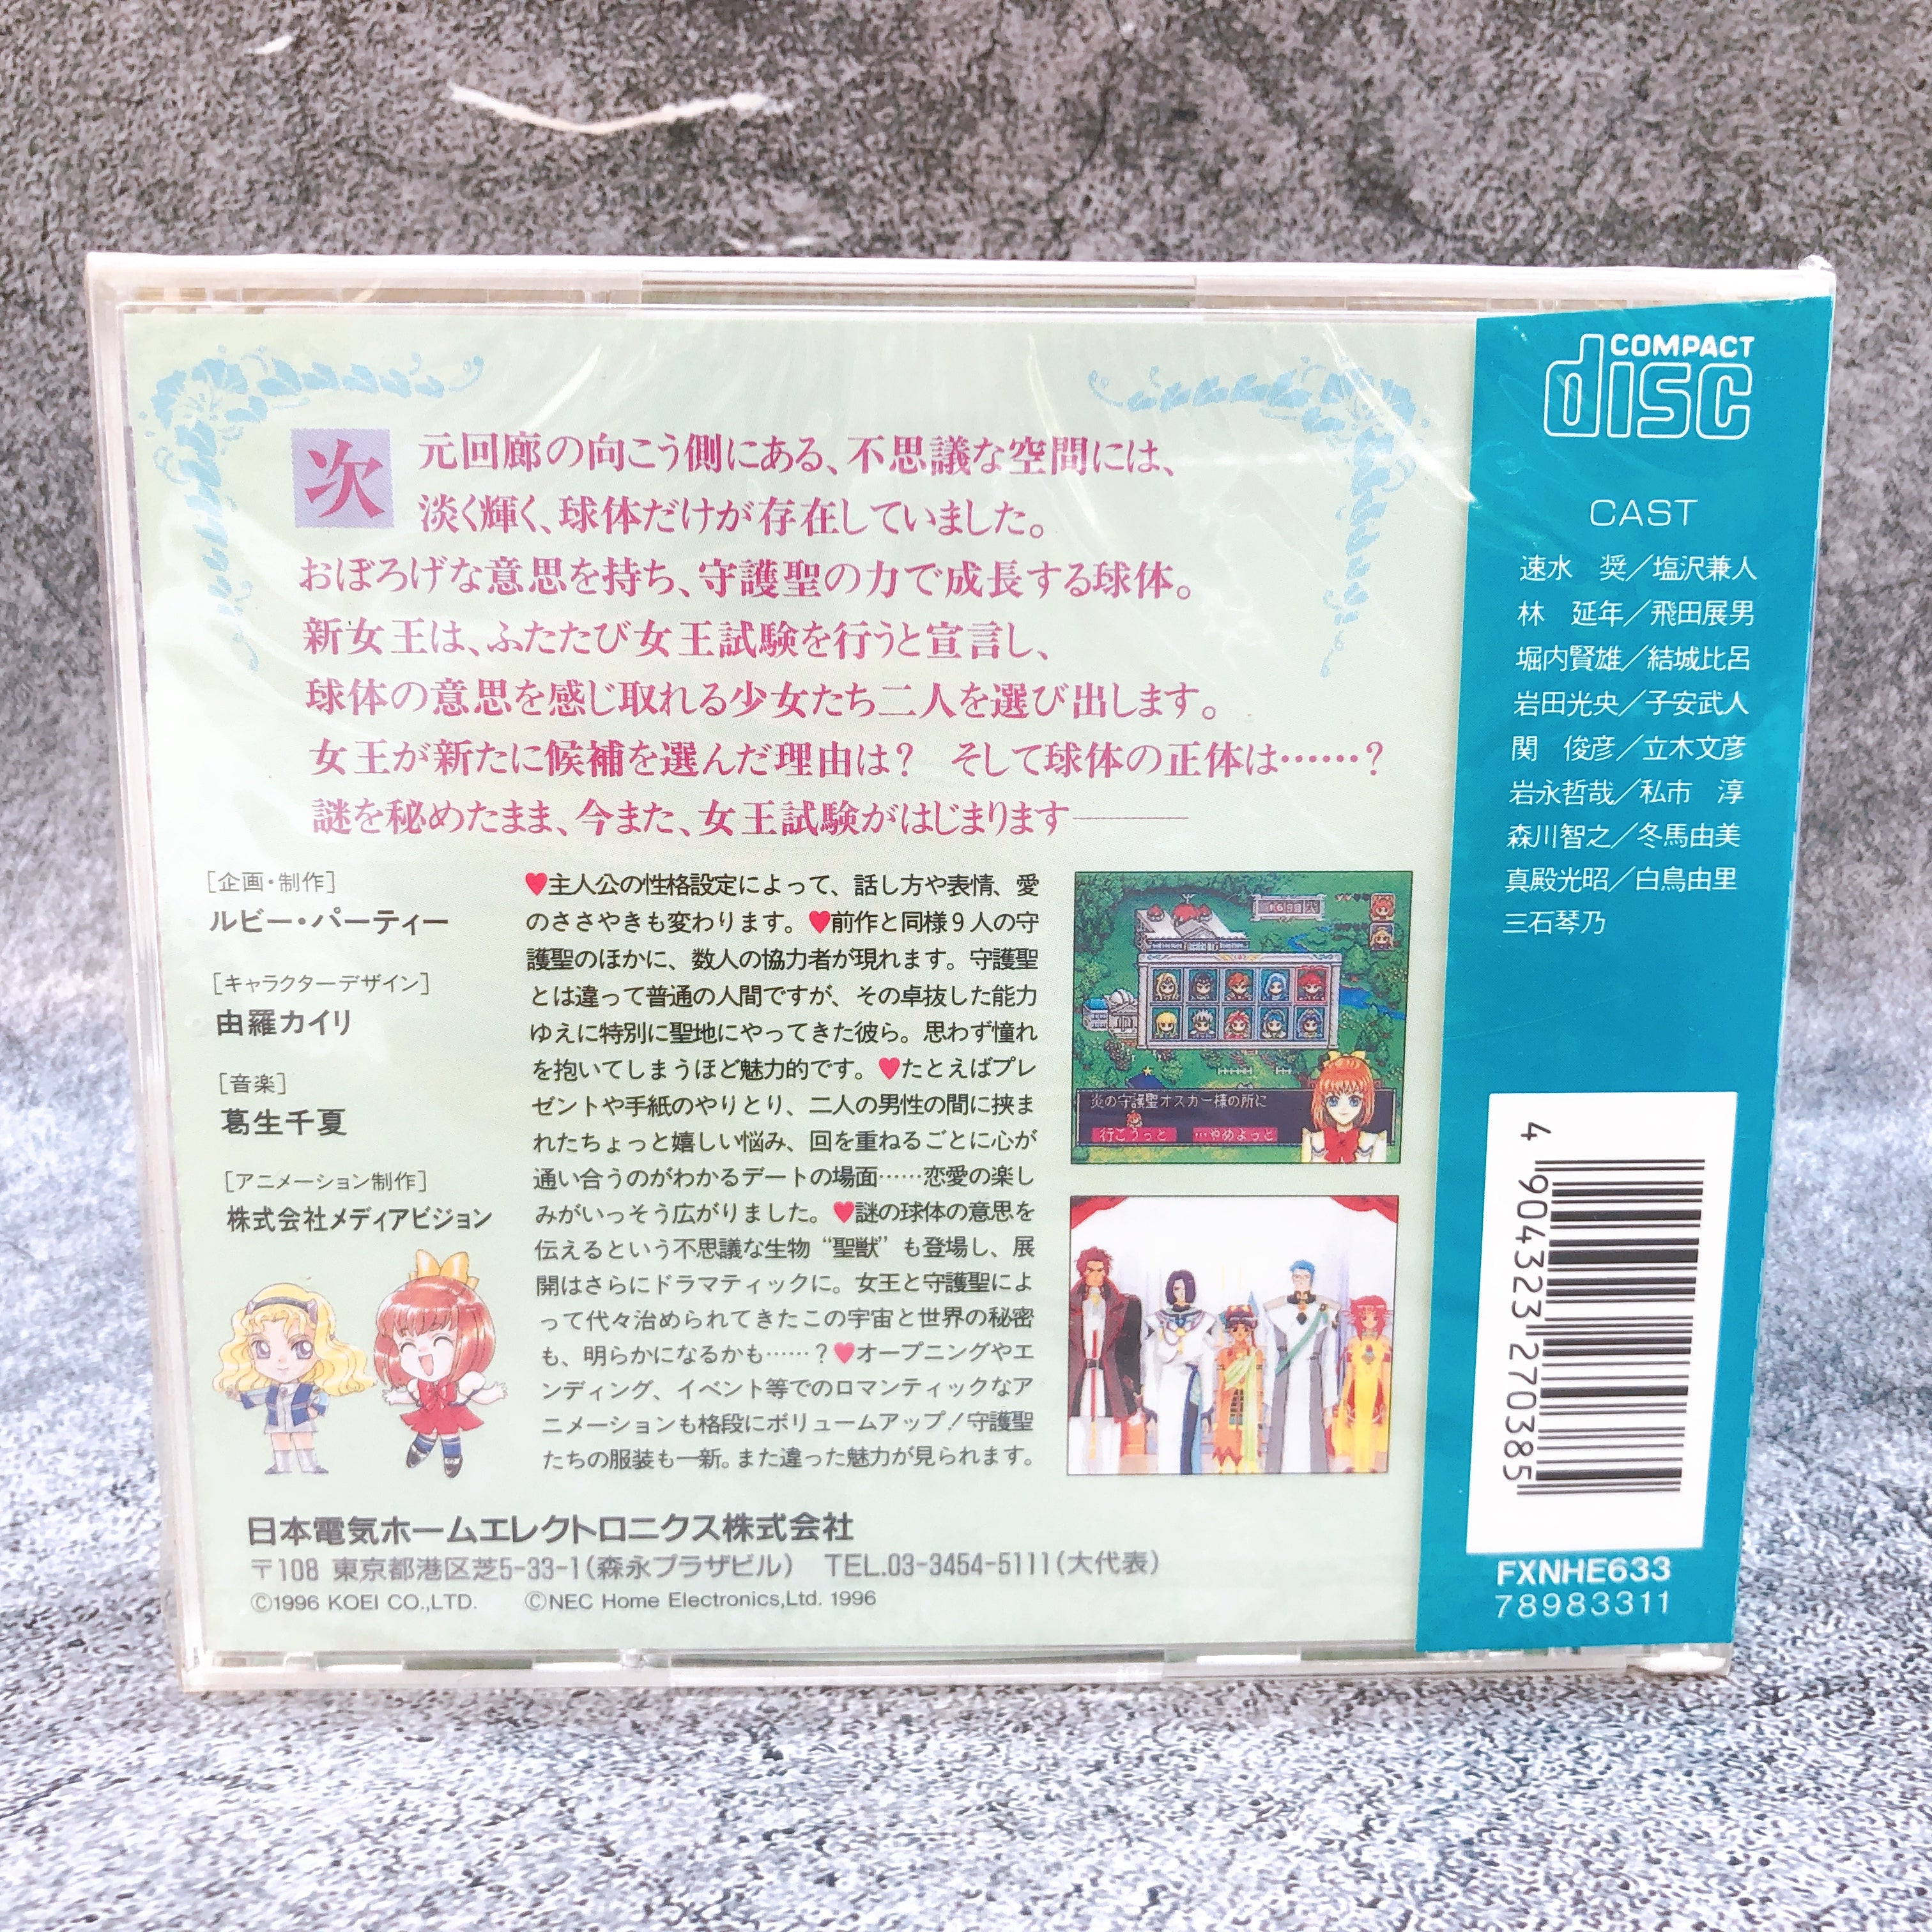 次元回廊の向こう側にある、不思議な空間には、
淡く輝く、球体だけが存在していました。
おぼろげな意思を持ち、守護聖の力で成長する球体。
新女王は、ふたたび女王試験を行うと宣言し、
球体の意思を感じ取れる少女たち二人を選び出します。
女王が新たに候補を選んだ理由は？　そして球体の正体は……？
謎を秘めたまま、今また、女王試験がはじまります――
［企画・制作］
ルビー・パーティー
［キャラクターデザイン］
由羅カイリ
［音楽］
葛生千夏
［アニメーション制作］
株式会社メディアビジョン
♥主人公の性格設定によって、話し方や表情、愛
のささやきも変わります。♥前作と同様9人の守
護聖のほかに、数人の協力者が現れます。守護聖
とは違って普通の人間ですが、その卓抜した能力
ゆえに特別に聖地にやってきた彼ら。思わず憧れ
を抱いてしまうほど魅力的です。♥たとえばプレ
ゼントや手紙のやりとり、二人の男性の間に挟ま
れたちょっと嬉しい悩み、回を重ねるごとに心が
通い合うのがわかるデートの場面……恋愛の楽し
みがいっそう広がりました。♥謎の球体の意思を
伝えるという不思議な生物“聖獣”も登場し、展
開はさらにドラマティックに。女王と守護聖によ
って代々治められてきたこの宇宙と世界の秘密
も、明らかになるかも……？♥オープニングやエ
ンディング、イベント等でのロマンティックなア
ニメーションも格段にボリュームアップ！守護聖
たちの服装も一新。また違った魅力が見られます。
16日目 火
炎の守護聖オスカー様の所に
行こうっと　…やめよっと
日本電気ホームエレクトロニクス株式会社
〒108 東京都港区芝5-33-1(森永プラザビル)　TEL.03-3454-5111(大代表)
©1996 KOEI CO.,LTD.　©NEC Home Electronics,Ltd. 1996
COMPACT
disc
CAST
速水　奨／塩沢兼人
林　延年／飛田展男
堀内賢雄／結城比呂
岩田光央／子安武人
関　俊彦／立木文彦
岩永哲哉／私市　淳
森川智之／冬馬由美
真殿光昭／白鳥由里
三石琴乃
4 904323 270385
FXNHE633
78983311